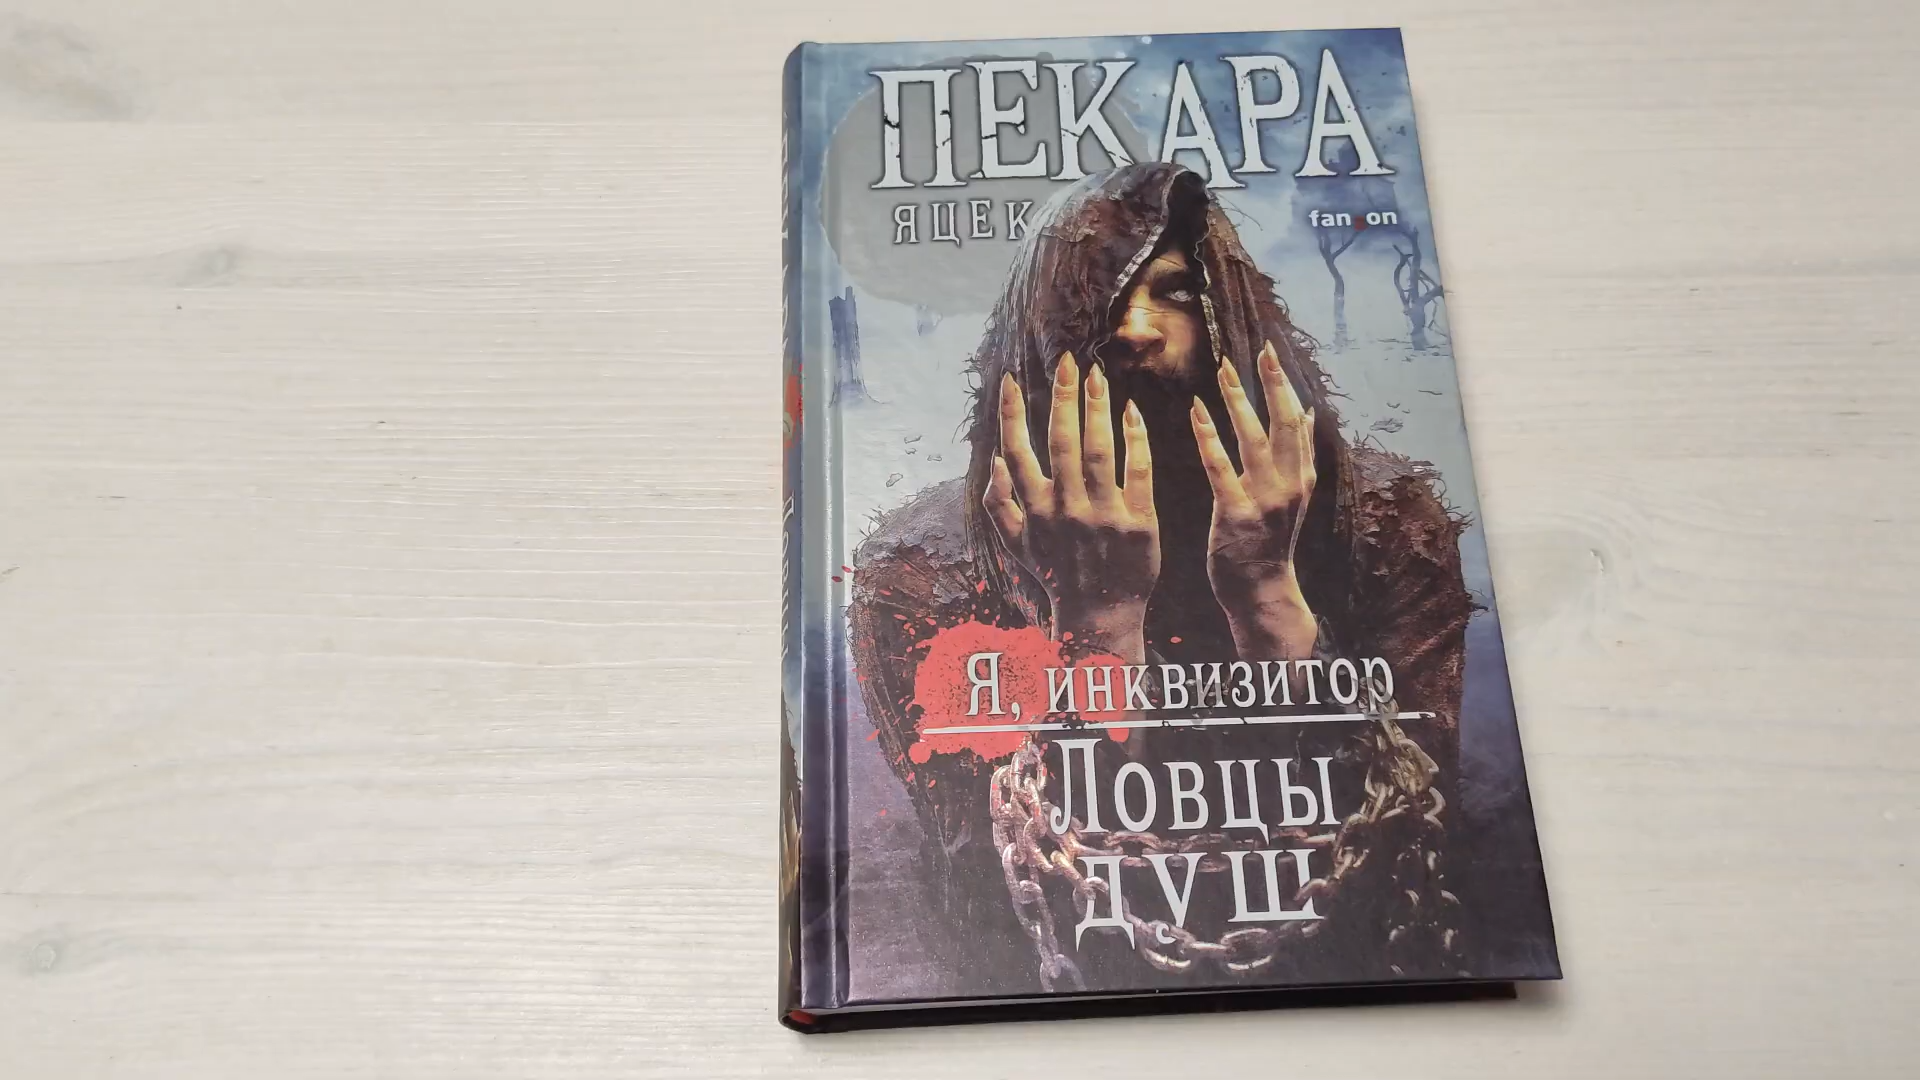 ПЕКАРА
ЯЦЕК
fanzon
Я, ИНКВИЗИТОР
ЛОВЦЫ
ДУШ